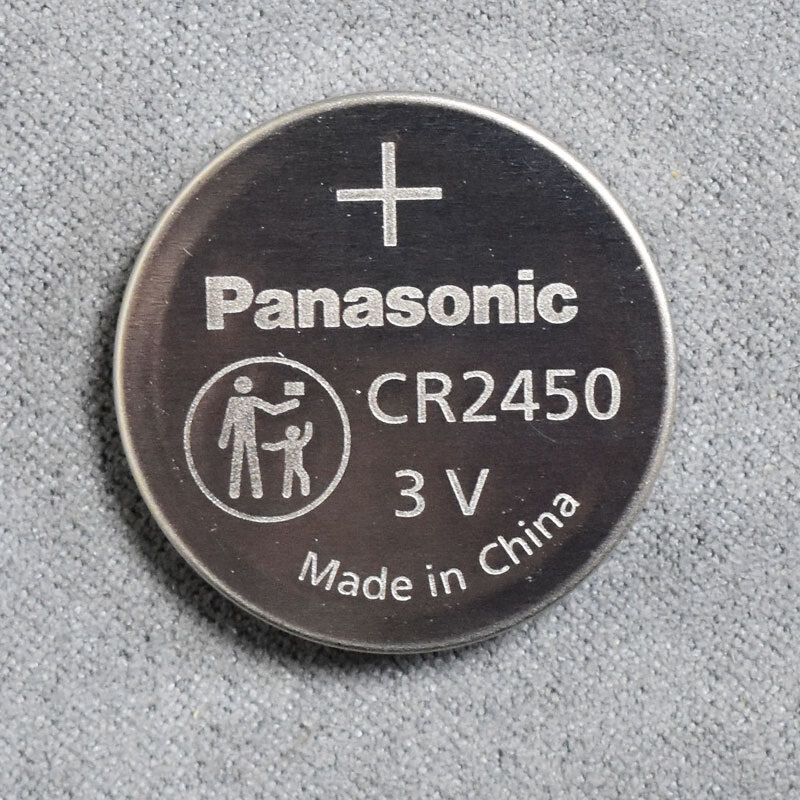 +
Panasonic
CR2450
3 V
Made in China